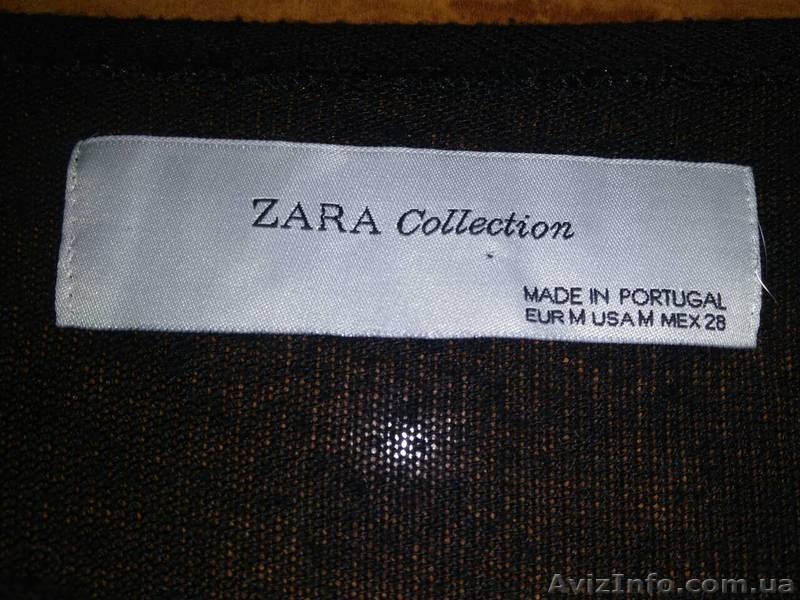 ZARA Collection
MADE IN PORTUGAL
EUR M USA M MEX 28
AvizInfo.com.ua